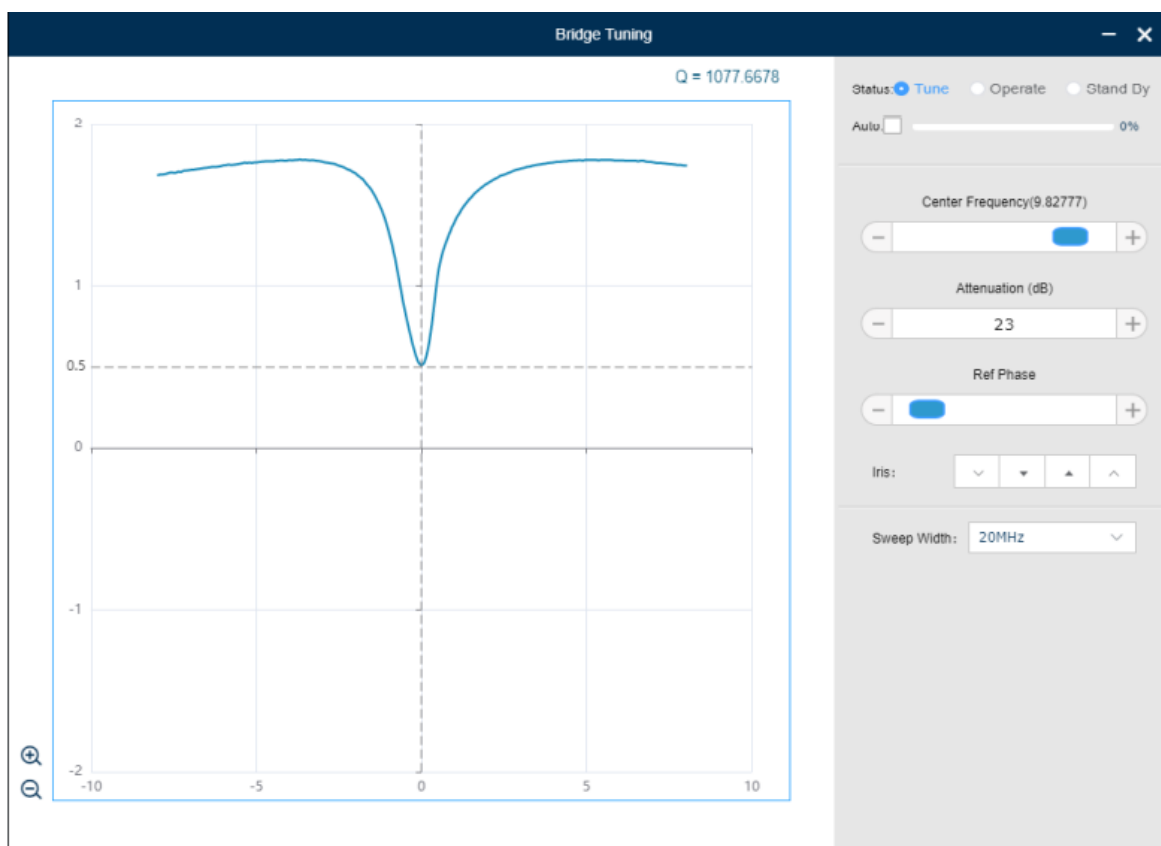 Bridge Tuning
Q = 1077.6678
2
1
0.5
0
-1
-2
-10 -5 0 5 10
Status: Tune Operate Stand Dy
Aulu. 0%
Center Frequency(9.82777)
Attenuation (dB)
23
Ref Phase
Iris:
Sweep Width: 20MHz